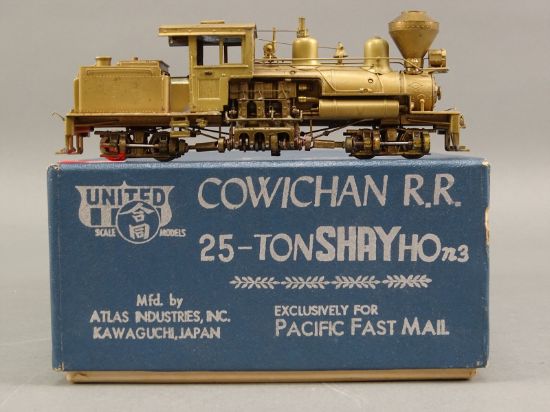 UNITED
合同
SCALE MODELS
COWICHAN R.R.
25-TON SHAY HOn3
Mfd. by
ATLAS INDUSTRIES, INC.
KAWAGUCHI, JAPAN
EXCLUSIVELY FOR
PACIFIC FAST MAIL